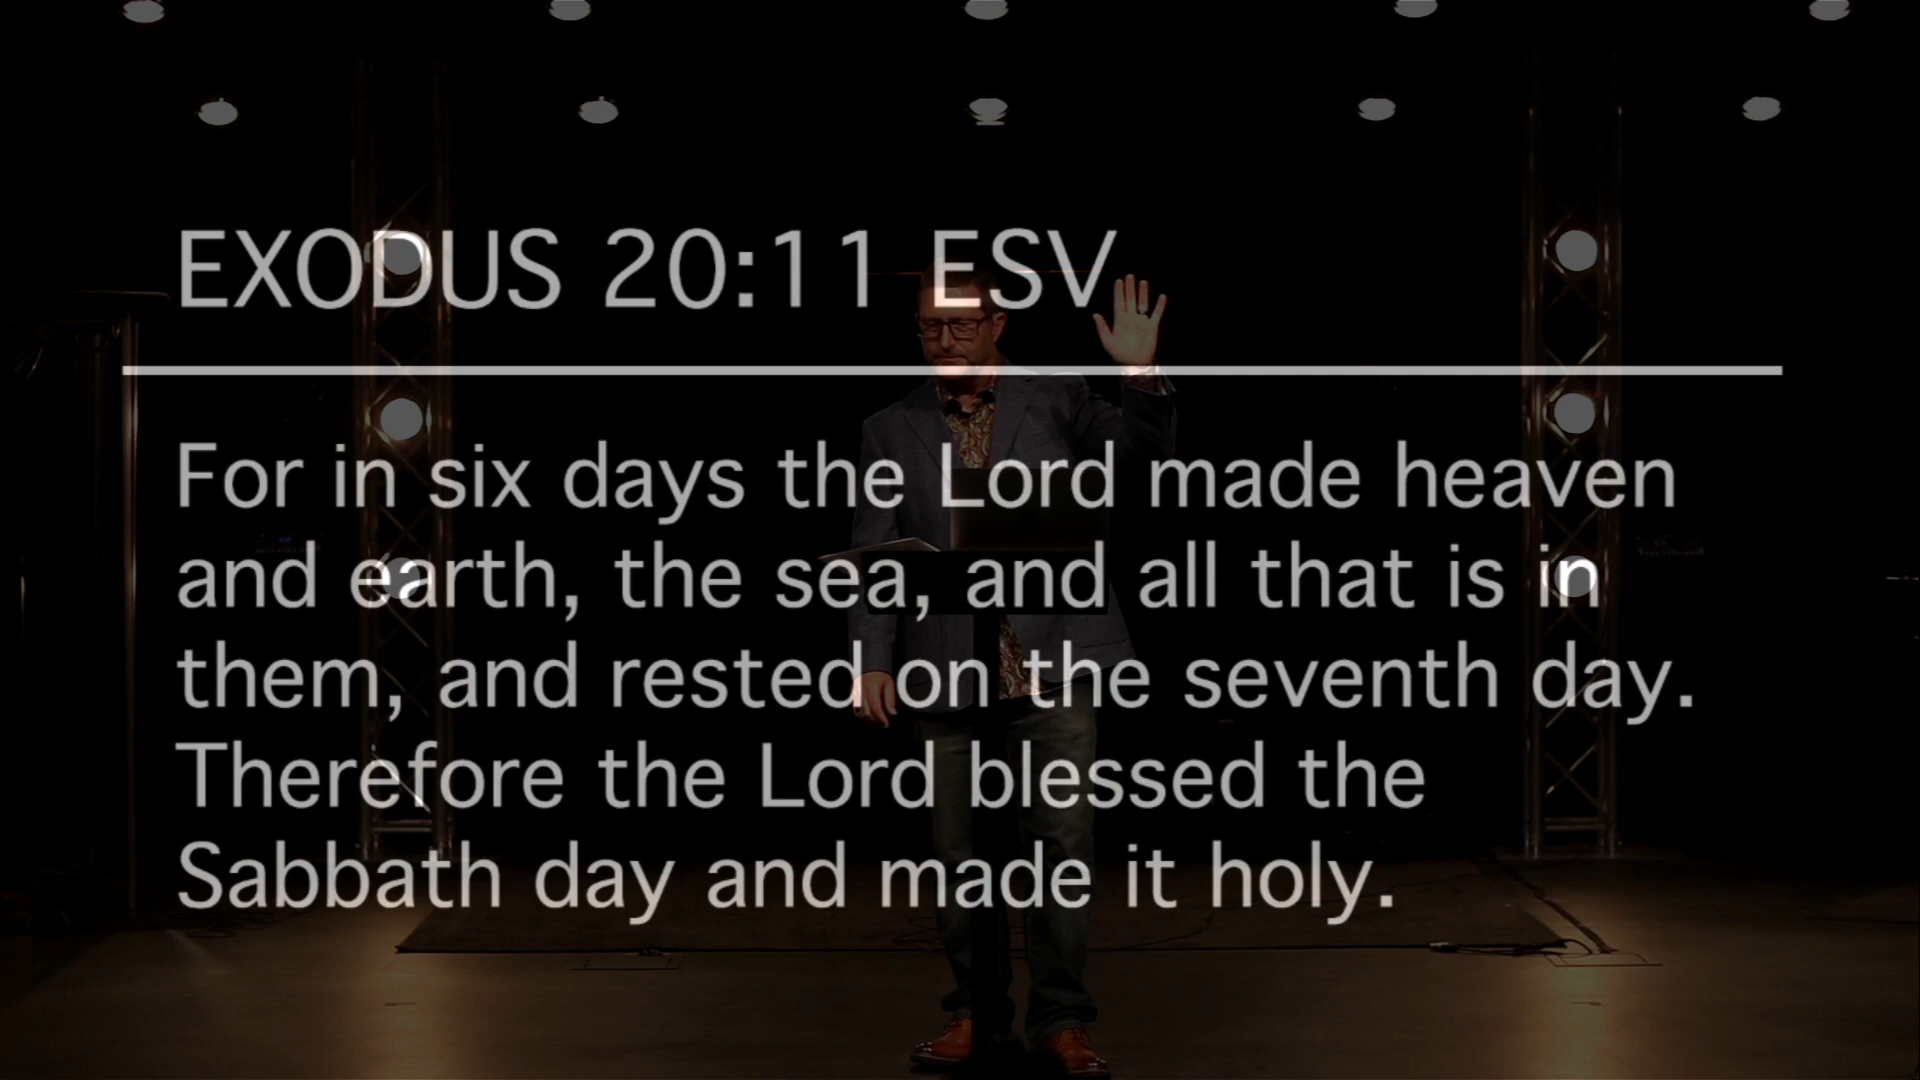 EXODUS 20:11 ESV
For in six days the Lord made heaven
and earth, the sea, and all that is in
them, and rested on the seventh day.
Therefore the Lord blessed the
Sabbath day and made it holy.